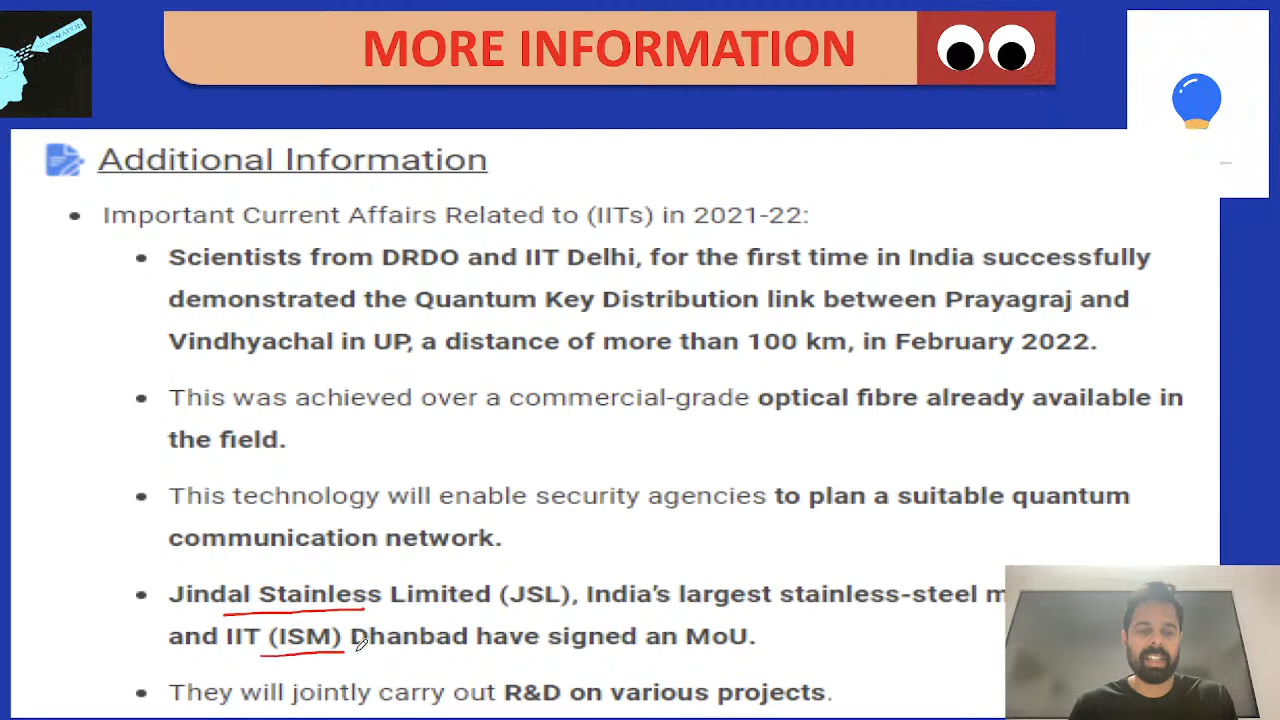 INFORMATION
MORE INFORMATION
Additional Information
Important Current Affairs Related to (IITs) in 2021-22:
Scientists from DRDO and IIT Delhi, for the first time in India successfully
demonstrated the Quantum Key Distribution link between Prayagraj and
Vindhyachal in UP, a distance of more than 100 km, in February 2022.
This was achieved over a commercial-grade optical fibre already available in
the field.
This technology will enable security agencies to plan a suitable quantum
communication network.
Jindal Stainless Limited (JSL), India's largest stainless-steel
and IIT (ISM) Dhanbad have signed an MoU.
They will jointly carry out R&D on various projects.